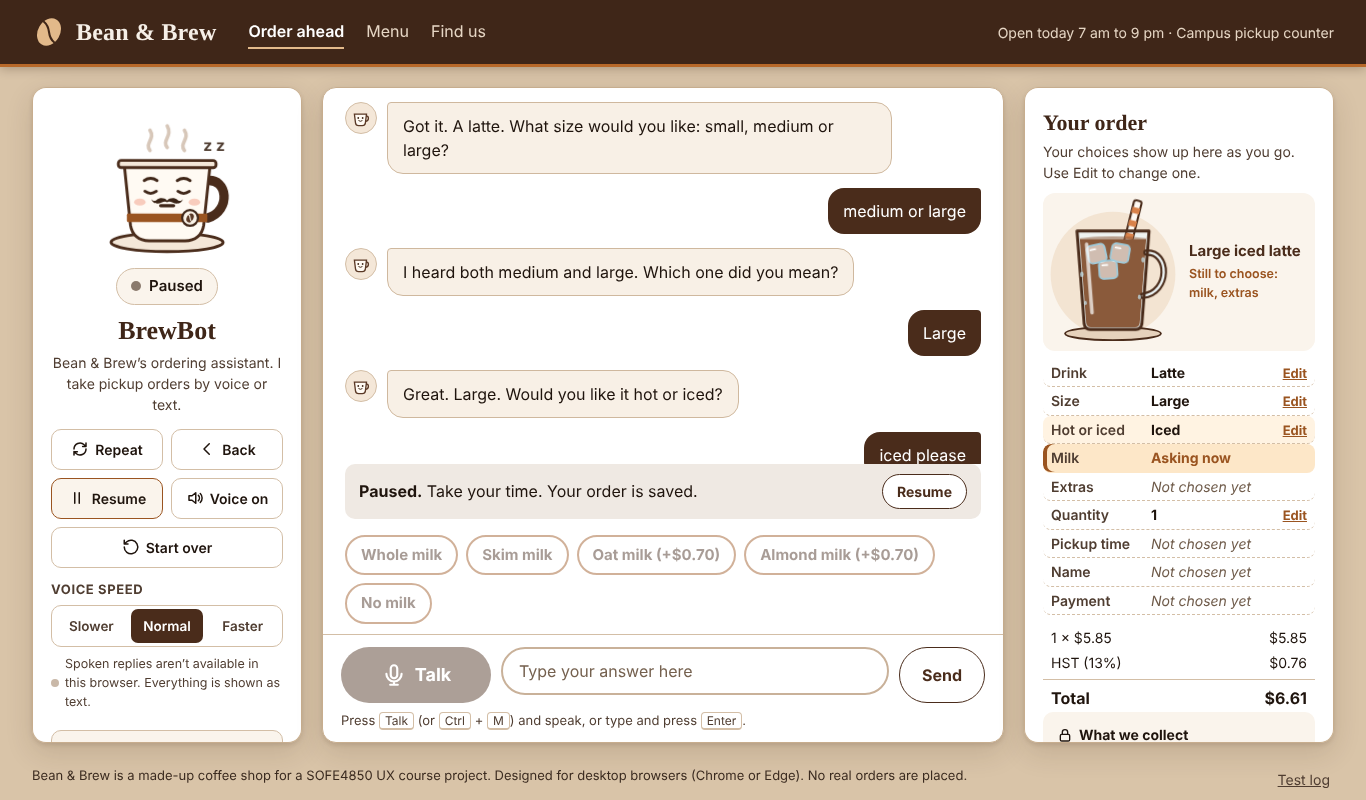 Bean & Brew
Order ahead
Menu
Find us
Open today 7 am to 9 pm · Campus pickup counter
z z
Paused
BrewBot
Bean & Brew’s ordering assistant. I
take pickup orders by voice or
text.
Repeat
Back
Resume
Voice on
Start over
VOICE SPEED
Slower
Normal
Faster
Spoken replies aren’t available in
this browser. Everything is shown as
text.
Got it. A latte. What size would you like: small, medium or
large?
medium or large
I heard both medium and large. Which one did you mean?
Large
Great. Large. Would you like it hot or iced?
iced please
Paused. Take your time. Your order is saved.
Resume
Whole milk
Skim milk
Oat milk (+$0.70)
Almond milk (+$0.70)
No milk
Talk
Type your answer here
Send
Press Talk (or Ctrl + M) and speak, or type and press Enter.
Your order
Your choices show up here as you go.
Use Edit to change one.
Large iced latte
Still to choose:
milk, extras
Drink Latte Edit
Size Large Edit
Hot or iced Iced Edit
Milk Asking now
Extras Not chosen yet
Quantity 1 Edit
Pickup time Not chosen yet
Name Not chosen yet
Payment Not chosen yet
1 × $5.85 $5.85
HST (13%) $0.76
Total $6.61
What we collect
Bean & Brew is a made-up coffee shop for a SOFE4850 UX course project. Designed for desktop browsers (Chrome or Edge). No real orders are placed.
Test log